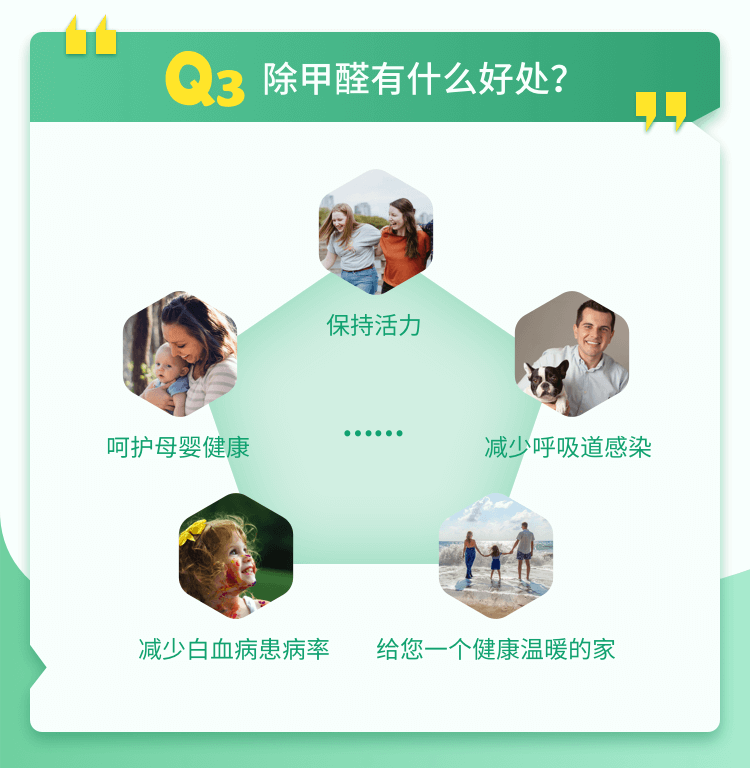 Q3 除甲醛有什么好处?
保持活力
呵护母婴健康
减少呼吸道感染
......
减少白血病患病率
给您一个健康温暖的家